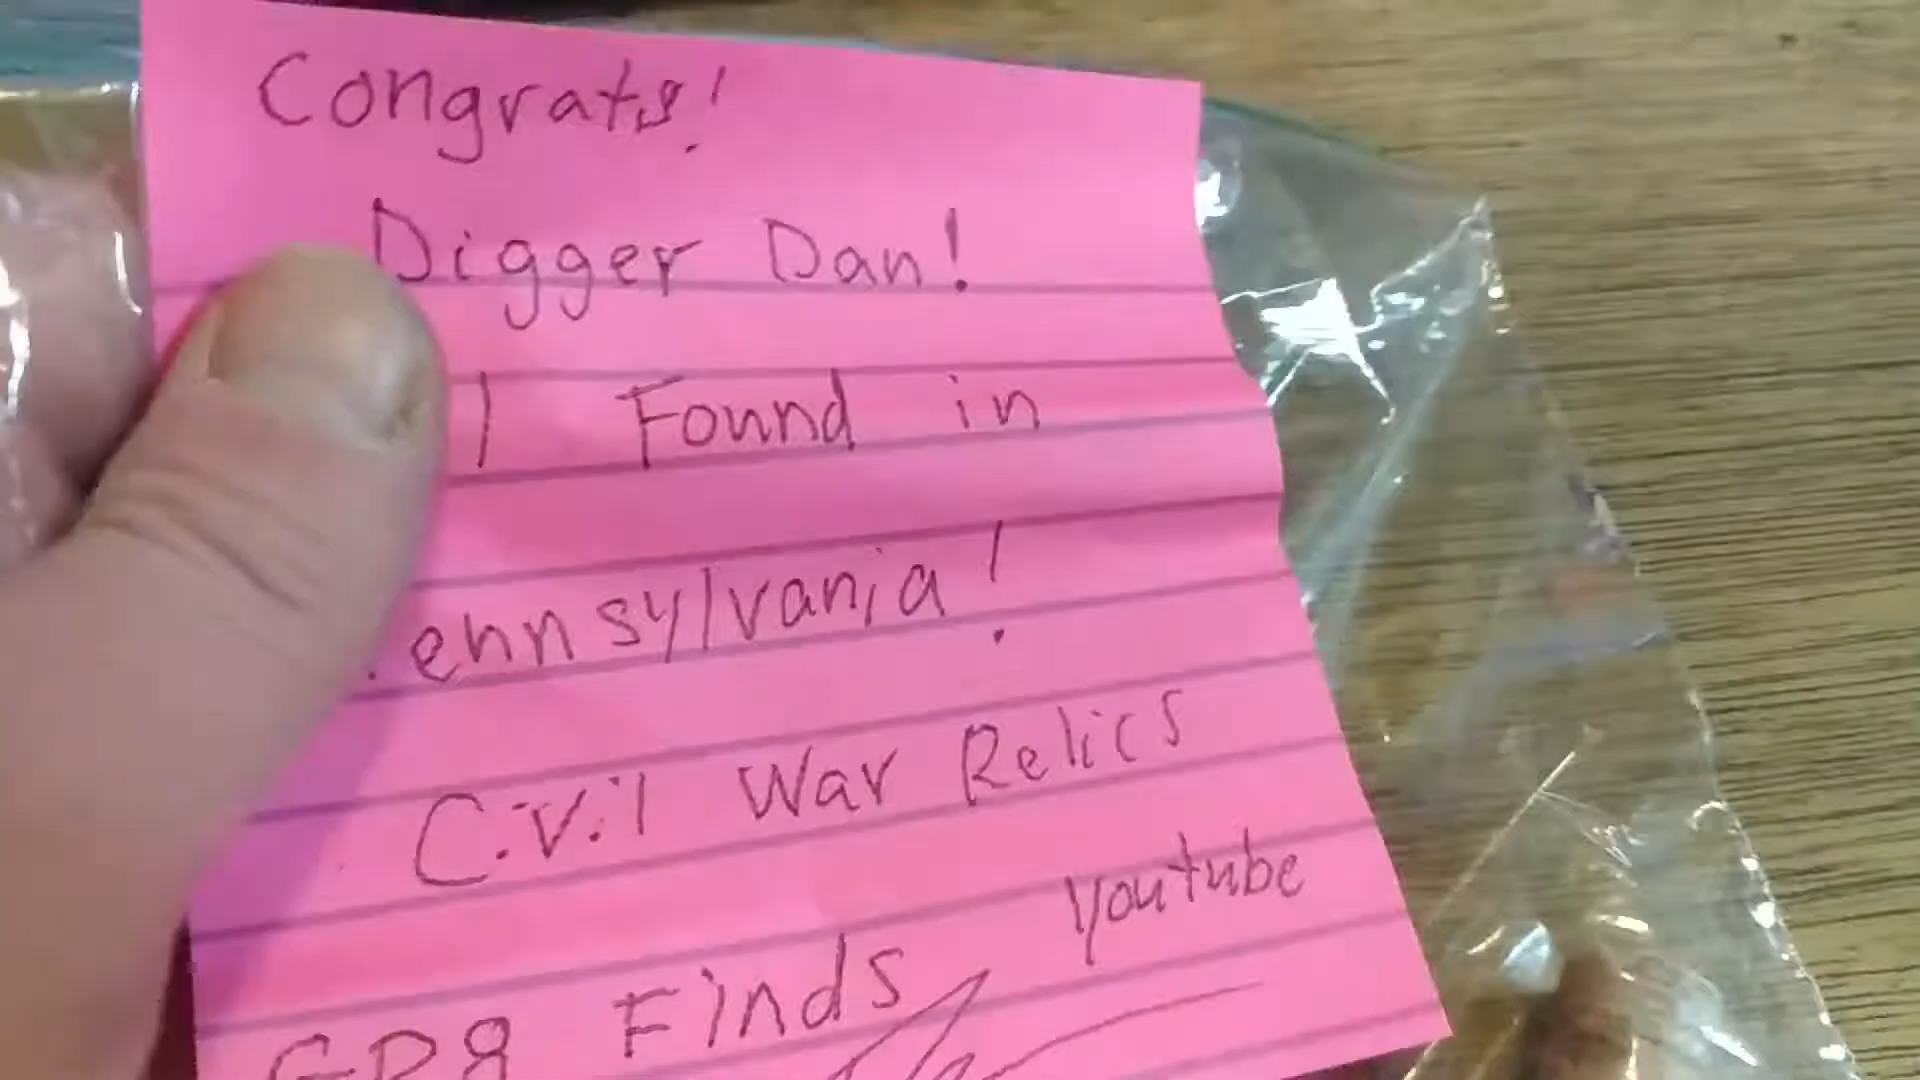 Congrats!
Digger Dan!
Found in
ennsylvania!
Civil War Relics
Youtube
Finds